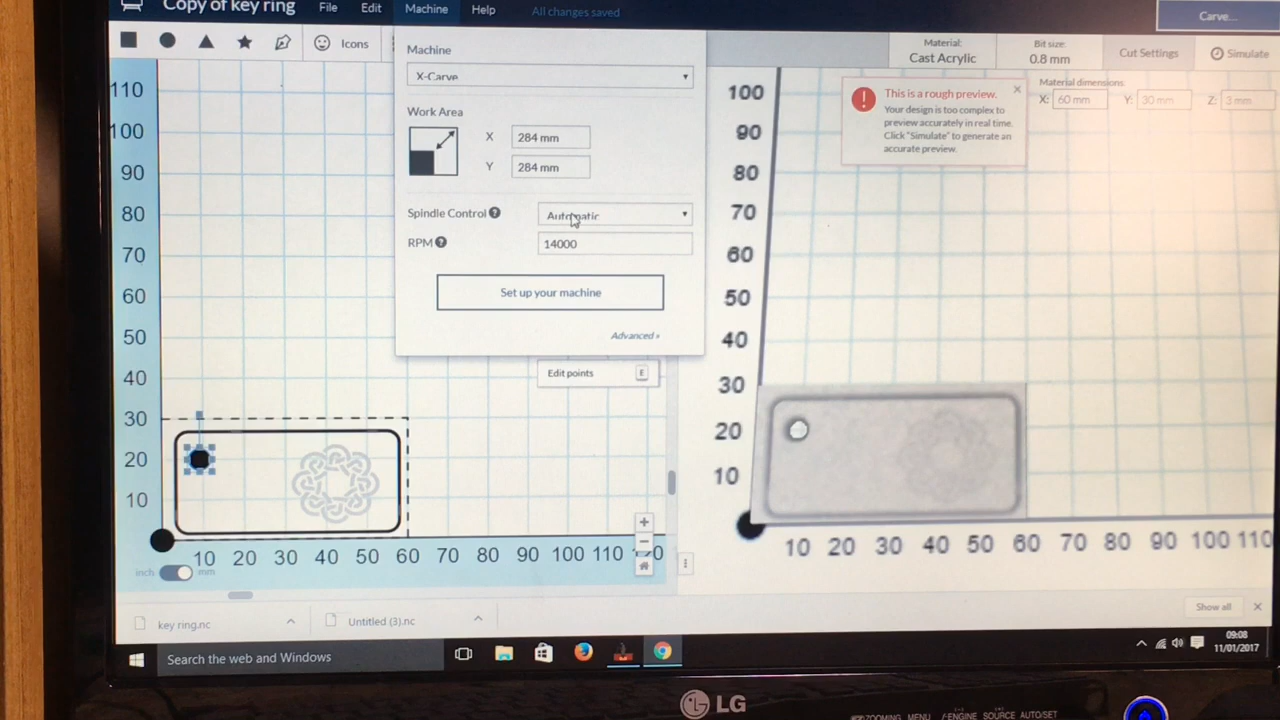 Copy of key ring
File
Edit
Machine
Help
All changes saved
Carve...
Icons
Material:
Cast Acrylic
Bit size:
0.8 mm
Cut Settings
Simulate
Machine
X-Carve
Work Area
X
284 mm
Y
284 mm
Spindle Control
Automatic
RPM
14000
Set up your machine
Advanced »
Edit points
E
This is a rough preview.
Your design is too complex to
preview accurately in real time.
Click "Simulate" to generate an
accurate preview.
Material dimensions
X: 60 mm
Y: 30 mm
Z: 3 mm
110
100
90
80
70
60
50
40
30
20
10
10 20 30 40 50 60 70 80 90 100 110
inch
mm
100
90
80
70
60
50
40
30
20
10
10 20 30 40 50 60 70 80 90 100 110
key ring.nc
Untitled (3).nc
Show all
Search the web and Windows
09:08
11/01/2017
LG
ZOOMING MENU ENGINE SOURCE AUTO/SET